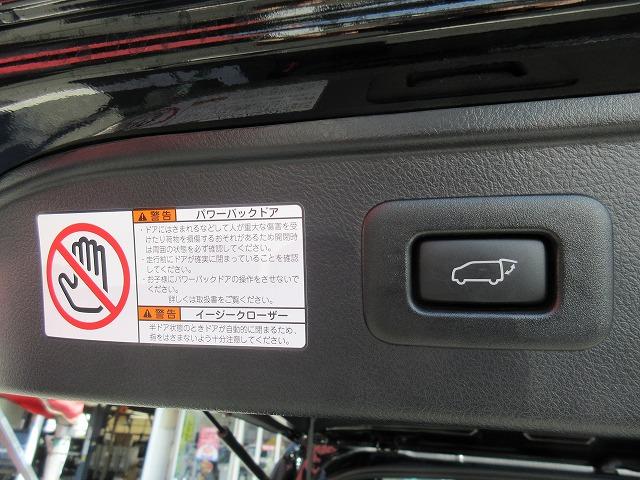 警告 パワーバックドア
・ドアにはさまれるなどして人が重大な傷害を受
けたり荷物を損傷するおそれがあるため開閉時
は周囲の状態を必ず確認してください。
・走行前にドアが確実に閉まっていることを確認
してください。
・お子様にパワーバックドアの操作をさせないで
ください。
詳しくは取扱書をご覧ください。
警告 イージークローザー
半ドア状態のときドアが自動的に閉まるため、
指をはさまないよう十分注意してください。